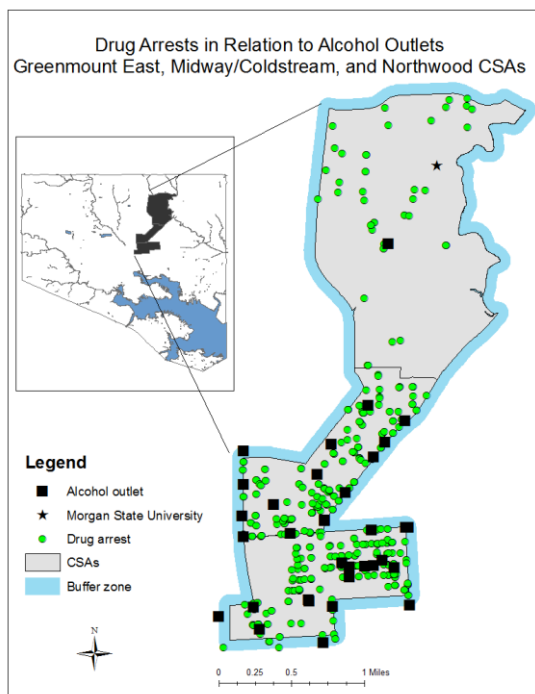 Drug Arrests in Relation to Alcohol Outlets
Greenmount East, Midway/Coldstream, and Northwood CSAs
Legend
Alcohol outlet
Morgan State University
Drug arrest
CSAs
Buffer zone
N
0 0.25 0.5 1 Miles